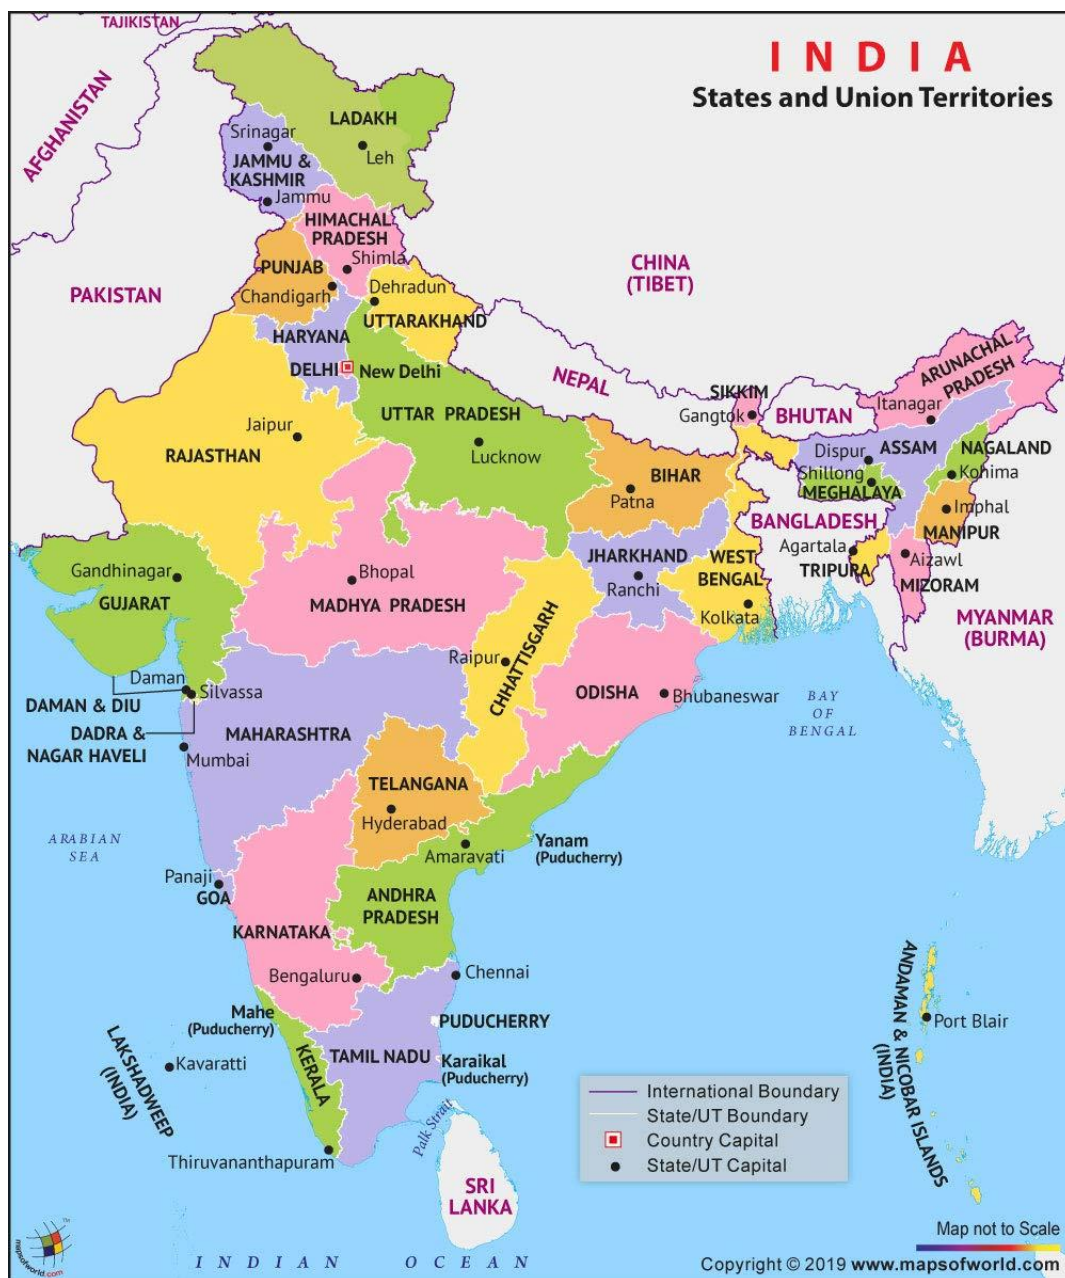 TAJIKISTAN
INDIA
States and Union Territories
AFGHANISTAN
LADAKH
Srinagar
Leh
JAMMU &
KASHMIR
Jammu
HIMACHAL
PRADESH
Shimla
PUNJAB
Chandigarh
Dehradun
UTTARAKHAND
CHINA
(TIBET)
PAKISTAN
HARYANA
DELHI
New Delhi
NEPAL
SIKKIM
Gangtok
BHUTAN
ARUNACHAL
PRADESH
Itanagar
UTTAR PRADESH
Lucknow
Jaipur
RAJASTHAN
BIHAR
Patna
Dispur
ASSAM
NAGALAND
Shillong
Kohima
MEGHALAYA
Imphal
MANIPUR
BANGLADESH
Agartala
TRIPURA
Aizawl
MIZORAM
JHARKHAND
Ranchi
WEST
BENGAL
Kolkata
MYANMAR
(BURMA)
Gandhinagar
GUJARAT
Bhopal
MADHYA PRADESH
CHHATTISGARH
Raipur
ODISHA
Bhubaneswar
BAY
OF
BENGAL
Daman
Silvassa
DAMAN & DIU
DADRA &
NAGAR HAVELI
MAHARASHTRA
Mumbai
TELANGANA
Hyderabad
ARABIAN
SEA
Yanam
(Puducherry)
Amaravati
Panaji
GOA
ANDHRA
PRADESH
KARNATAKA
Bengaluru
Chennai
Mahe
(Puducherry)
PUDUCHERRY
TAMIL NADU
Karaikal
(Puducherry)
KERALA
LAKSHADWEEP
(INDIA)
Kavaratti
Thiruvananthapuram
Palk Strait
SRI
LANKA
ANDAMAN & NICOBAR ISLANDS
(INDIA)
Port Blair
International Boundary
State/UT Boundary
Country Capital
State/UT Capital
INDIAN OCEAN
mapsofworld.com
TM
Map not to Scale
Copyright © 2019 www.mapsofworld.com